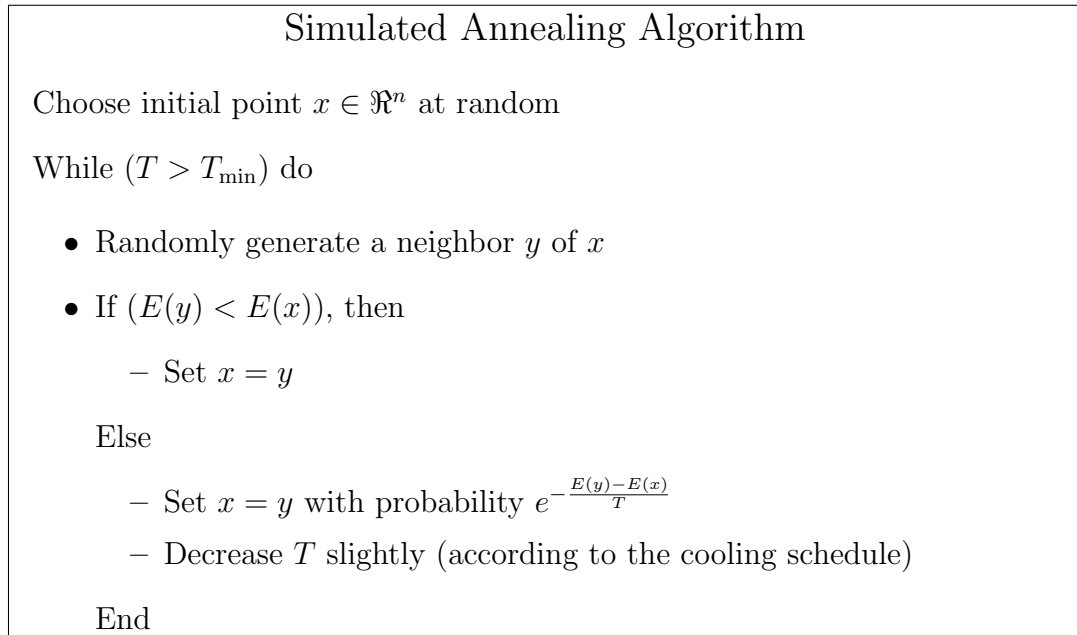 Simulated Annealing Algorithm
Choose initial point x ∈ ℜⁿ at random
While (T > T_min) do
• Randomly generate a neighbor y of x
• If (E(y) < E(x)), then
– Set x = y
Else
– Set x = y with probability e^{-\frac{E(y)-E(x)}{T}}
– Decrease T slightly (according to the cooling schedule)
End